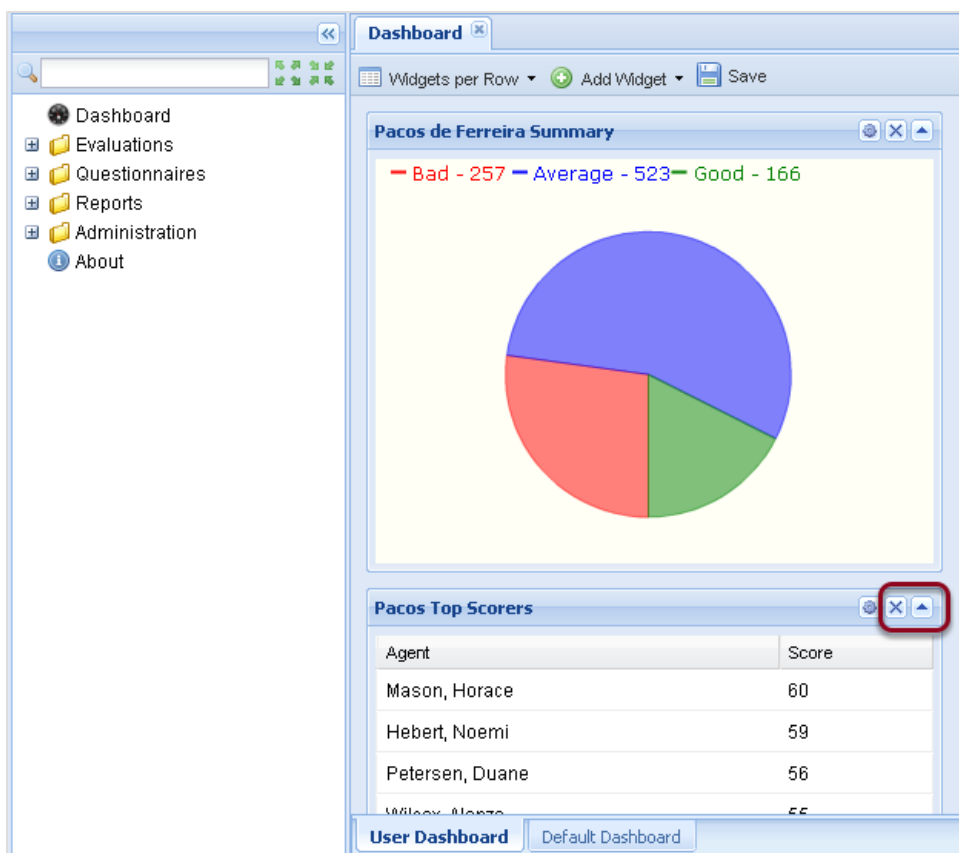 Dashboard
Widgets per Row
Add Widget
Save
Dashboard
Evaluations
Questionnaires
Reports
Administration
About
Pacos de Ferreira Summary
Bad - 257 Average - 523 Good - 166
Pacos Top Scorers
Agent Score
Mason, Horace 60
Hebert, Noemi 59
Petersen, Duane 56
55
User Dashboard Default Dashboard